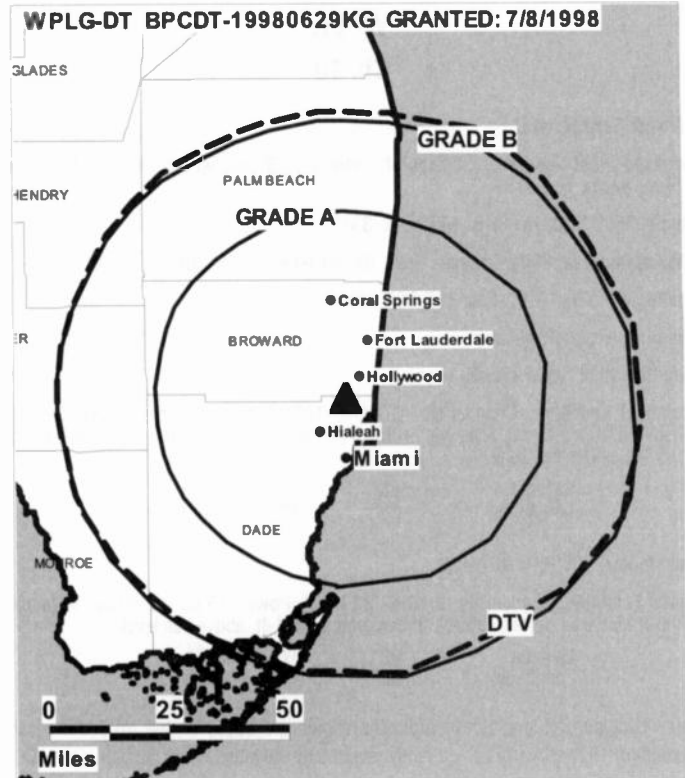 WPLG-DT BPCDT-19980629KG GRANTED: 7/8/1998
GLADES
GRADE B
PALM BEACH
HENDRY
GRADE A
Coral Springs
ER
BROWARD
Fort Lauderdale
Hollywood
Hialeah
Miami
DADE
MONROE
DTV
0 25 50
Miles